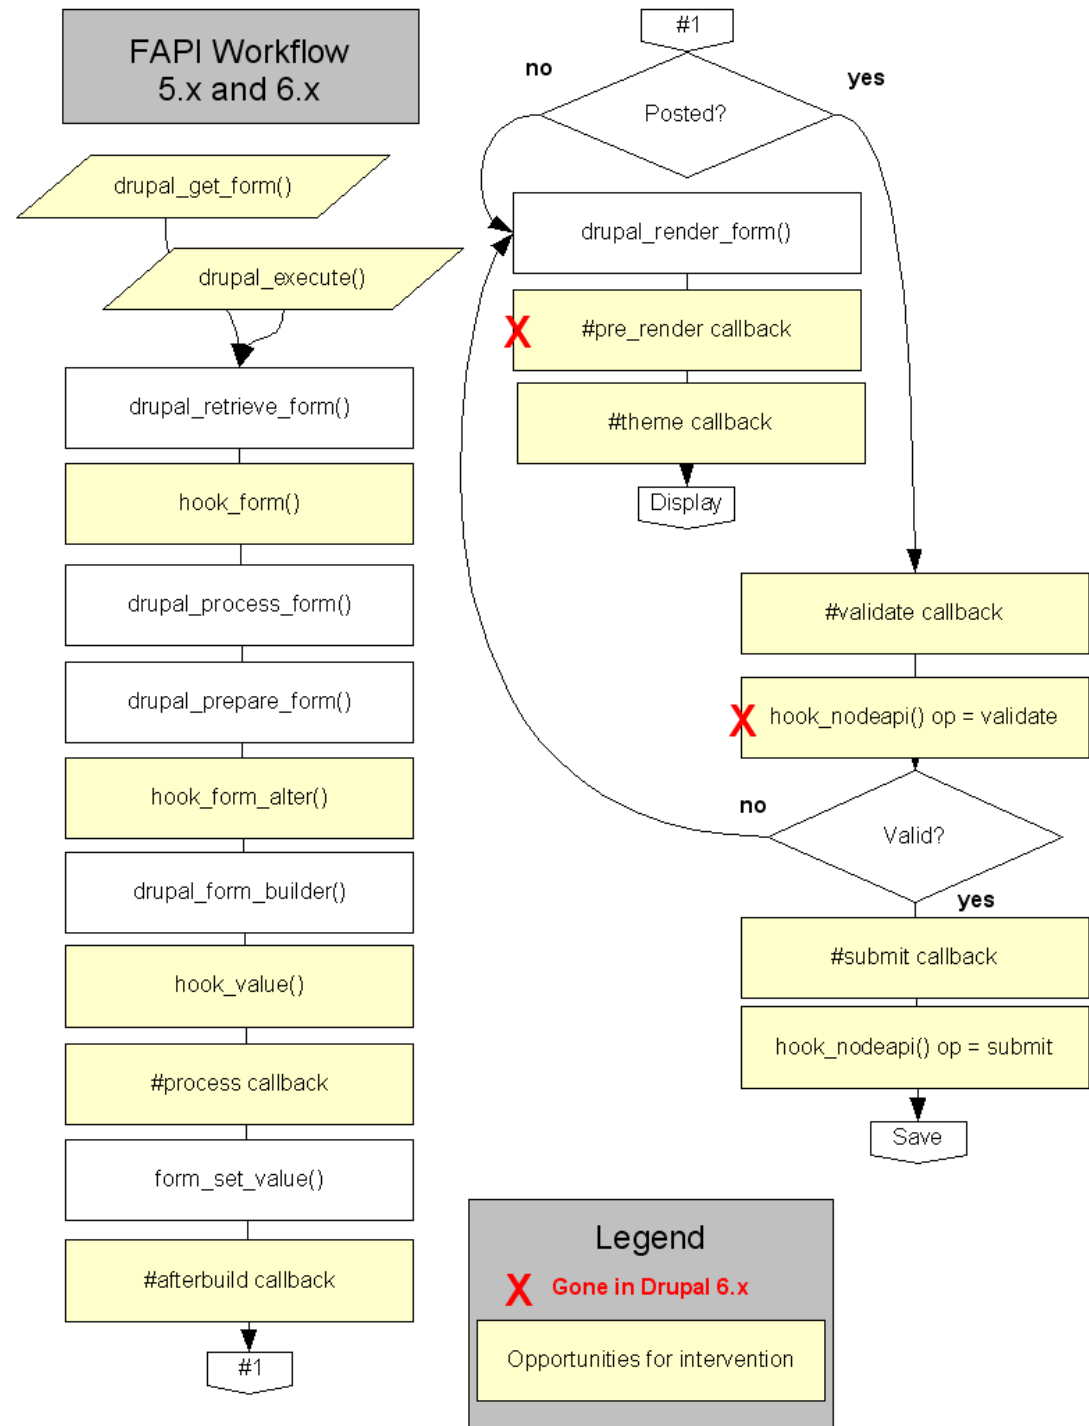 FAPI Workflow
5.x and 6.x
drupal_get_form()
drupal_execute()
drupal_retrieve_form()
hook_form()
drupal_process_form()
drupal_prepare_form()
hook_form_alter()
drupal_form_builder()
hook_value()
#process callback
form_set_value()
#afterbuild callback
#1
#1
no
yes
Posted?
drupal_render_form()
X
#pre_render callback
#theme callback
Display
#validate callback
X
hook_nodeapi() op = validate
no
Valid?
yes
#submit callback
hook_nodeapi() op = submit
Save
Legend
X Gone in Drupal 6.x
Opportunities for intervention